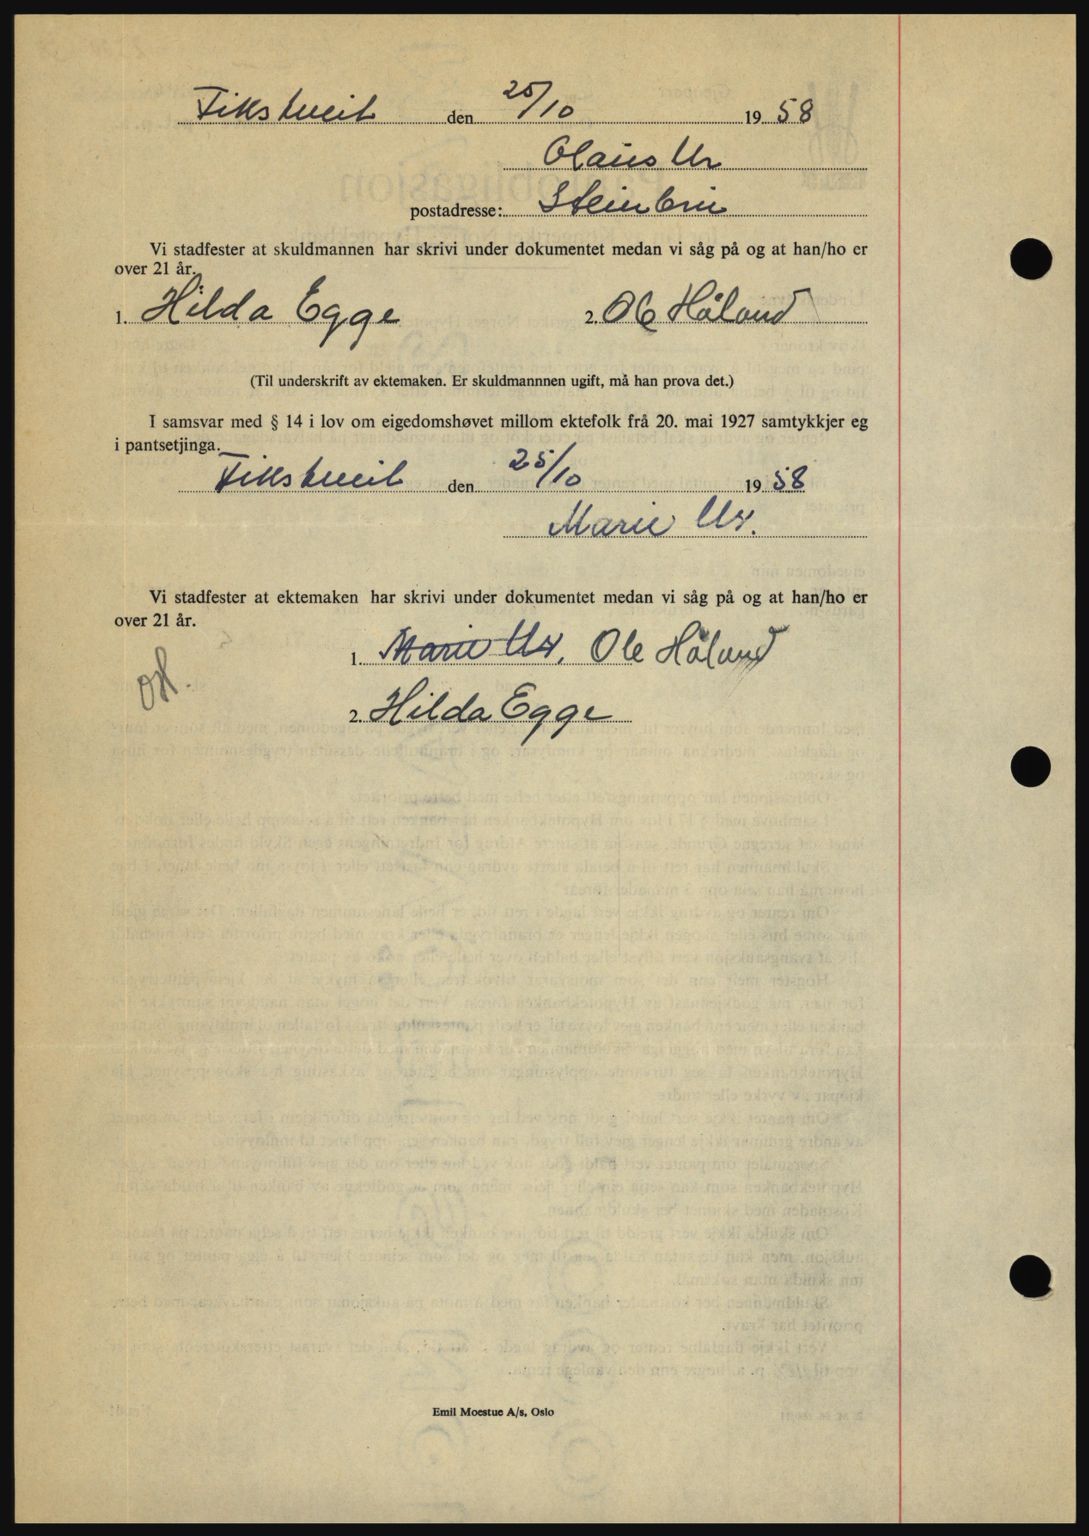 Fikstveit den 25/10 1958
Olaus Ur
postadresse: Steinbru
Vi stadfester at skuldmannen har skrivi under dokumentet medan vi såg på og at han/ho er
over 21 år.
1. Hilda Egge 2. Ole Håland
(Til underskrift av ektemaken. Er skuldmannnen ugift, må han prova det.)
I samsvar med § 14 i lov om eigedomshøvet millom ektefolk frå 20. mai 1927 samtykkjer eg
i pantsetjinga.
Fikstveit den 25/10 1958
Marie Ur.
Vi stadfester at ektemaken har skrivi under dokumentet medan vi såg på og at han/ho er
over 21 år.
1. Marie Ur. Ole Håland
2. Hilda Egge
Emil Moestue A/s, Oslo